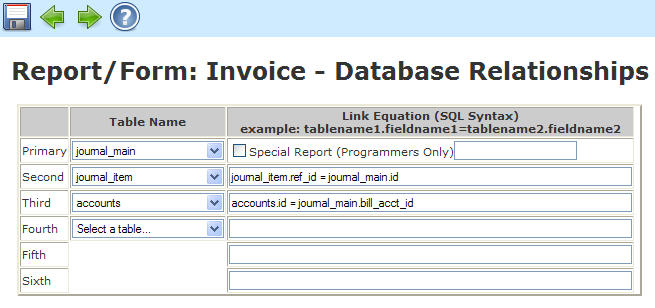 Report/Form: Invoice - Database Relationships
Table Name
Link Equation (SQL Syntax)
example: tablename1.fieldname1=tablename2.fieldname2
Primary journal_main Special Report (Programmers Only)
Second journal_item journal_item.ref_id = journal_main.id
Third accounts accounts.id = journal_main.bill_acct_id
Fourth Select a table...
Fifth
Sixth